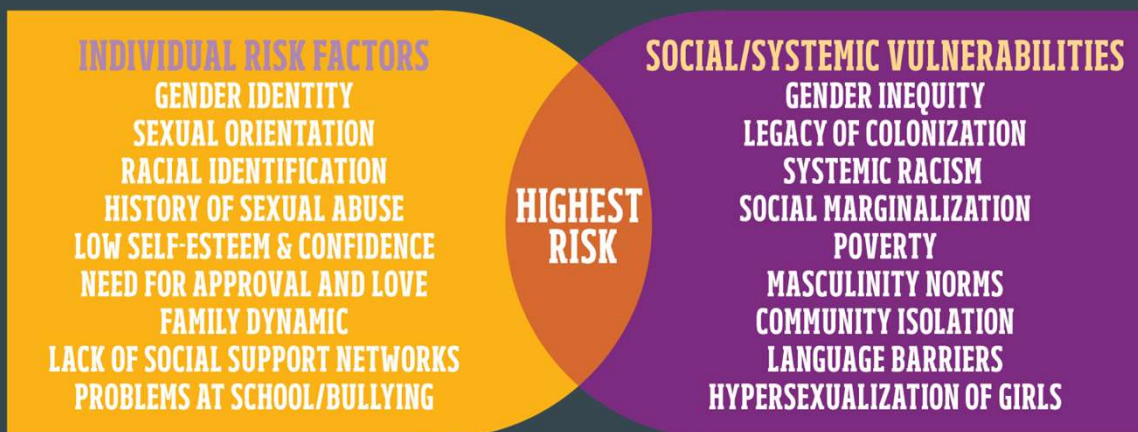 INDIVIDUAL RISK FACTORS
GENDER IDENTITY
SEXUAL ORIENTATION
RACIAL IDENTIFICATION
HISTORY OF SEXUAL ABUSE
LOW SELF-ESTEEM & CONFIDENCE
NEED FOR APPROVAL AND LOVE
FAMILY DYNAMIC
LACK OF SOCIAL SUPPORT NETWORKS
PROBLEMS AT SCHOOL/BULLYING
HIGHEST
RISK
SOCIAL/SYSTEMIC VULNERABILITIES
GENDER INEQUITY
LEGACY OF COLONIZATION
SYSTEMIC RACISM
SOCIAL MARGINALIZATION
POVERTY
MASCULINITY NORMS
COMMUNITY ISOLATION
LANGUAGE BARRIERS
HYPERSEXUALIZATION OF GIRLS